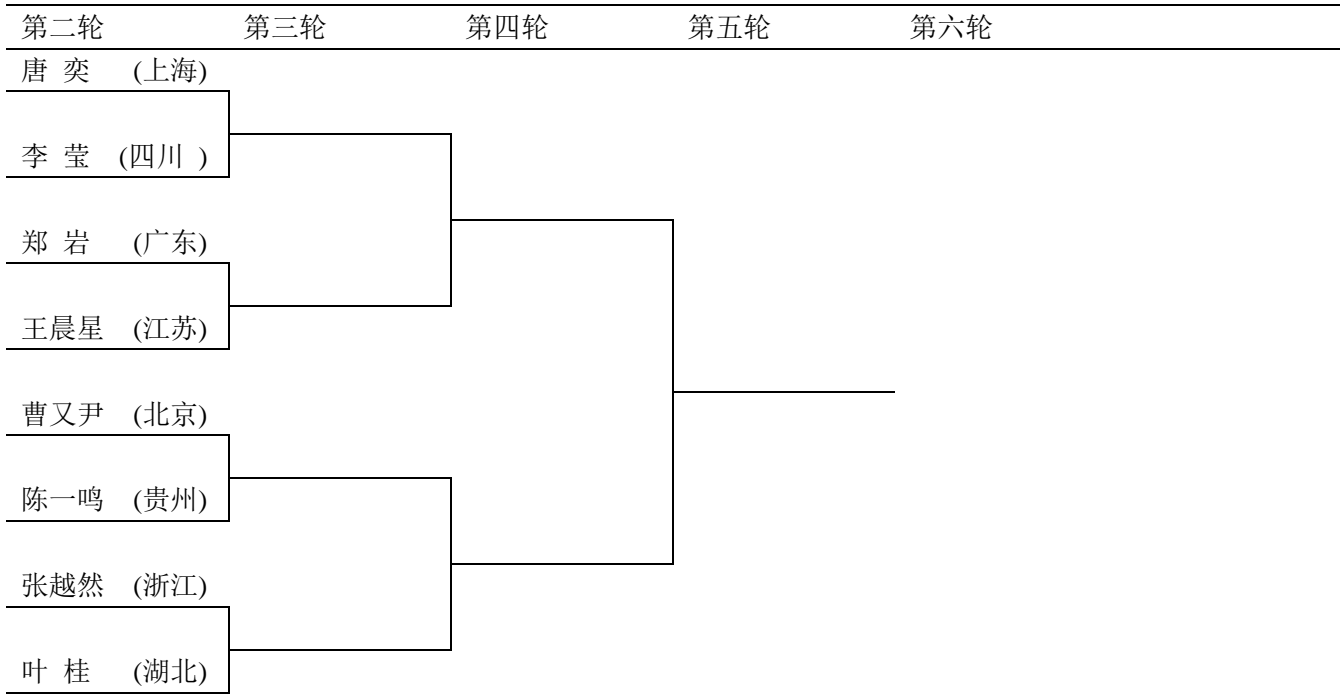 第二轮 第三轮 第四轮 第五轮 第六轮
唐 奕 (上海)
李 莹 (四川 )
郑 岩 (广东)
王晨星 (江苏)
曹又尹 (北京)
陈一鸣 (贵州)
张越然 (浙江)
叶 桂 (湖北)